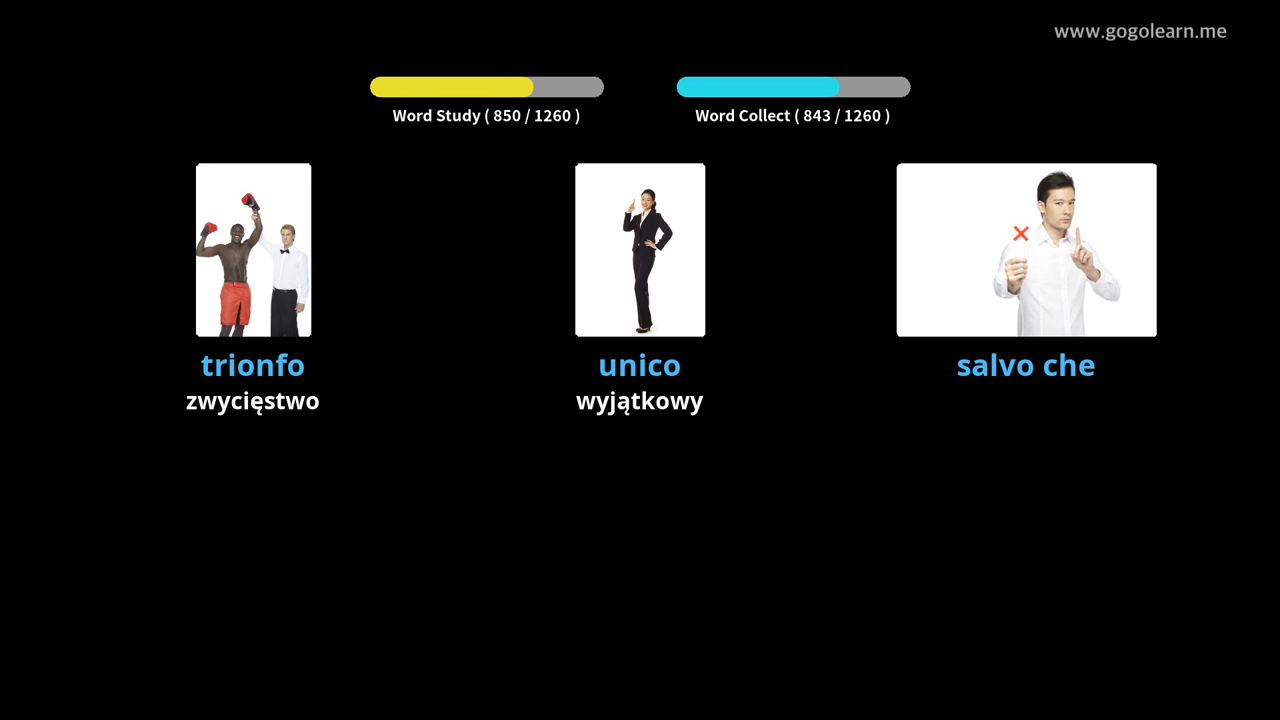 www.gogolearn.me
Word Study ( 850 / 1260 )
Word Collect ( 843 / 1260 )
trionfo
zwycięstwo
unico
wyjątkowy
salvo che